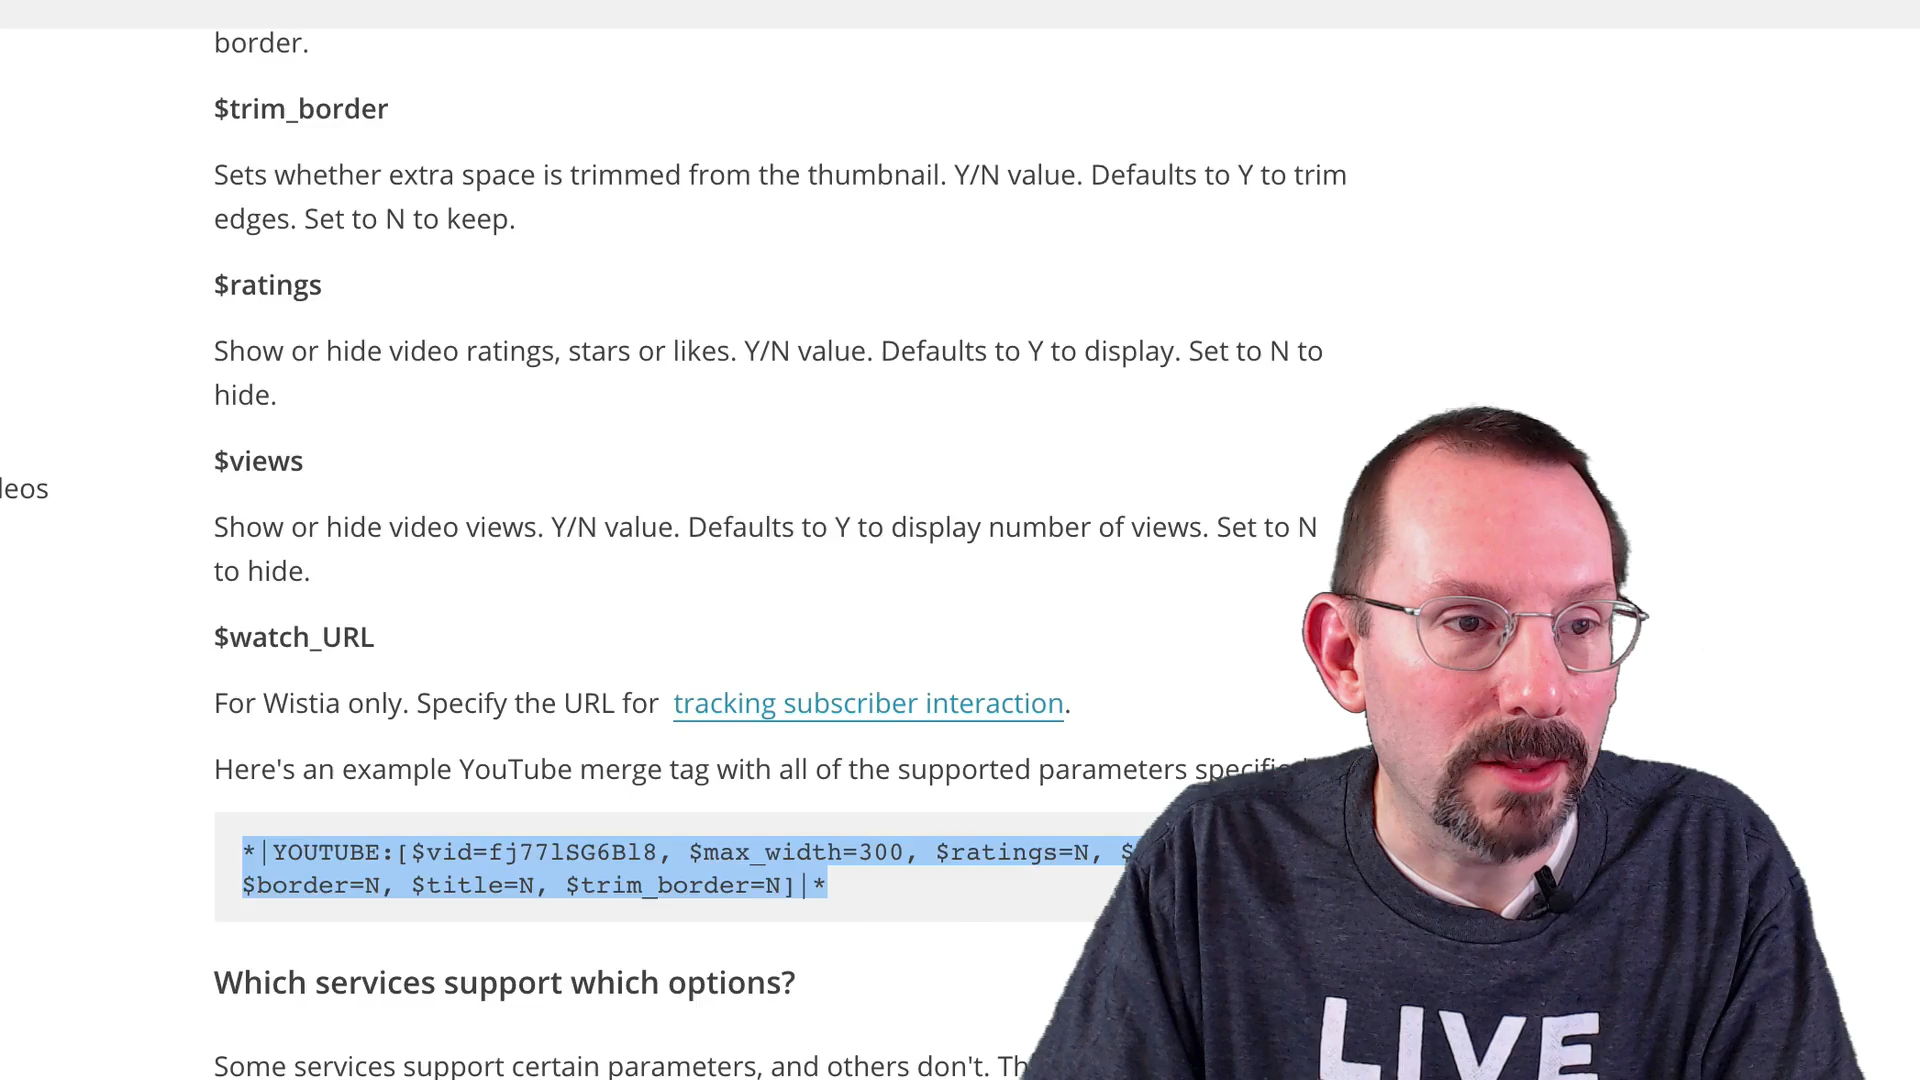 border.
$trim_border
Sets whether extra space is trimmed from the thumbnail. Y/N value. Defaults to Y to trim
edges. Set to N to keep.
$ratings
Show or hide video ratings, stars or likes. Y/N value. Defaults to Y to display. Set to N to
hide.
$views
Show or hide video views. Y/N value. Defaults to Y to display number of views. Set to N
to hide.
$watch_URL
For Wistia only. Specify the URL for tracking subscriber interaction.
Here's an example YouTube merge tag with all of the supported parameters
*|YOUTUBE:[$vid=fj77lSG6Bl8, $max_width=300, $ratings=N, $
$border=N, $title=N, $trim_border=N]|*
Which services support which options?
Some services support certain parameters, and others don't.
LIVE